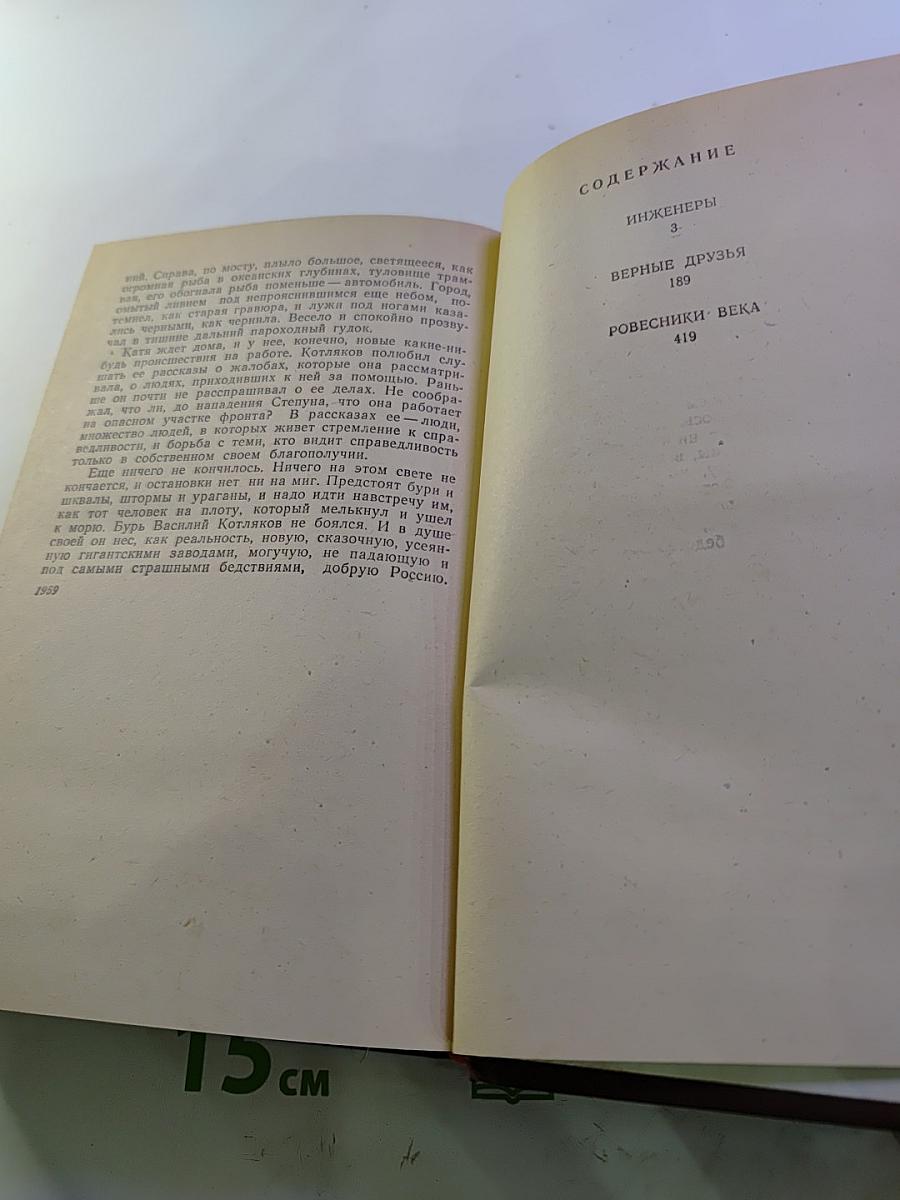 ний. Справа, по мосту, плыло большое, светящееся, как
огромная рыба в океанских глубинах, туловище трам-
вая, его обогнала рыба поменьше — автомобиль. Город,
омытый ливнем под непрояснившимся еще небом, по-
темнел, как старая гравюра, и лужи под ногами каза-
лись черными, как чернила. Весело и спокойно прозву-
чал в тишине дальний пароходный гудок.
Катя ждет дома, и у нее, конечно, новые какие-ни-
будь происшествия на работе. Котляков полюбил слу-
шать ее рассказы о жалобах, которые она рассматри-
вала, о людях, приходивших к ней за помощью. Рань-
ше он почти не расспрашивал о ее делах. Не сообра-
жал, что ли, до нападения Степуна, что она работает
на опасном участке фронта? В рассказах ее — люди,
множество людей, в которых живет стремление к спра-
ведливости, и борьба с теми, кто видит справедливость
только в собственном своем благополучии.
Еще ничего не кончилось. Ничего на этом свете не
кончается, и остановки нет ни на миг. Предстоят бури и
шквалы, штормы и ураганы, и надо идти навстречу им,
как тот человек на плоту, который мелькнул и ушел
к морю. Бурь Василий Котляков не боялся. И в душе
своей он нес, как реальность, новую, сказочную, усеян-
ную гигантскими заводами, могучую, не падающую и
под самыми страшными бедствиями, добрую Россию.
1959
СОДЕРЖАНИЕ
ИНЖЕНЕРЫ
3
ВЕРНЫЕ ДРУЗЬЯ
189
РОВЕСНИКИ ВЕКА
419
15 СМ